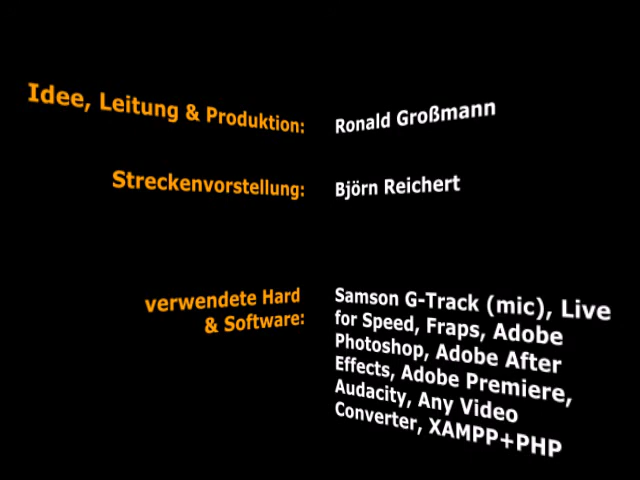 Idee, Leitung & Produktion: Ronald Großmann
Streckenvorstellung: Björn Reichert
verwendete Hard
& Software:
Samson G-Track (mic), Live
for Speed, Fraps, Adobe
Photoshop, Adobe After
Effects, Adobe Premiere,
Audacity, Any Video
Converter, XAMPP+PHP